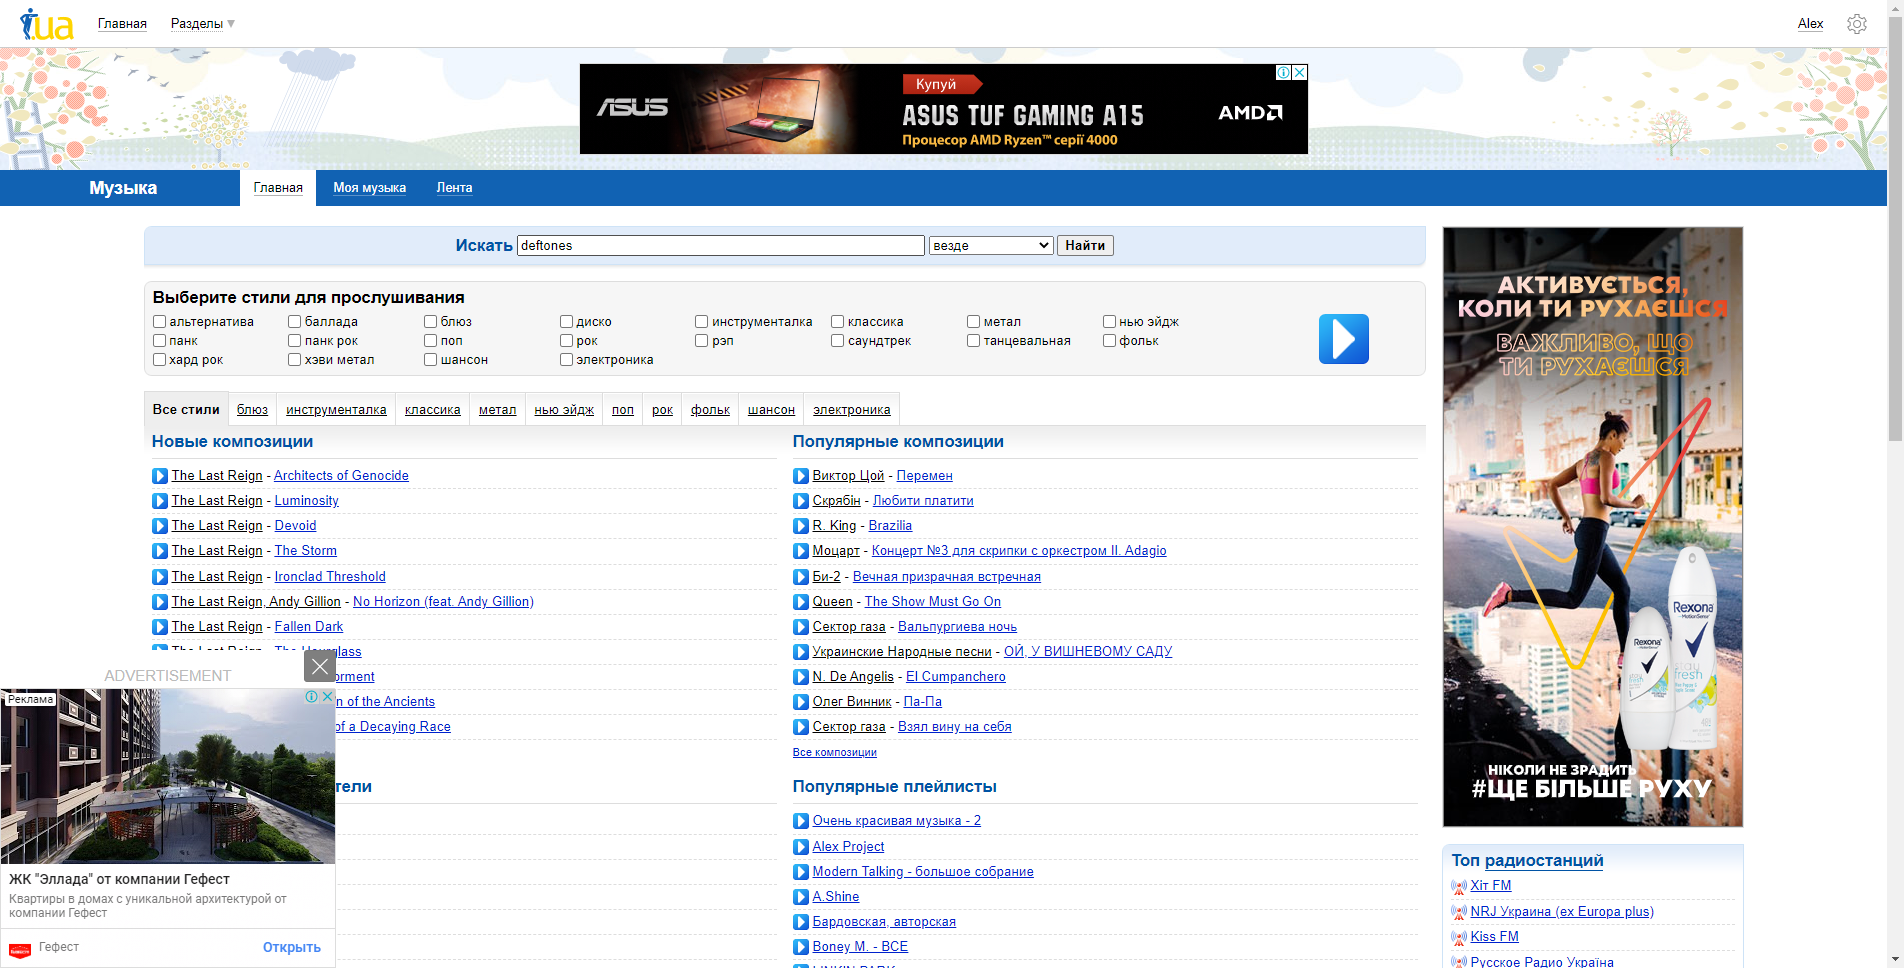 i.ua
Главная
Разделы
Alex
ASUS
Купуй
ASUS TUF GAMING A15
Процесор AMD Ryzen™ серії 4000
AMD
Музыка
Главная
Моя музыка
Лента
Искать
deftones
везде
Найти
Выберите стили для прослушивания
альтернатива
баллада
блюз
диско
инструменталка
классика
метал
нью эйдж
панк
панк рок
поп
рок
рэп
саундтрек
танцевальная
фольк
хард рок
хэви метал
шансон
электроника
Все стили
блюз
инструменталка
классика
метал
нью эйдж
поп
рок
фольк
шансон
электроника
Новые композиции
The Last Reign - Architects of Genocide
The Last Reign - Luminosity
The Last Reign - Devoid
The Last Reign - The Storm
The Last Reign - Ironclad Threshold
The Last Reign, Andy Gillion - No Horizon (feat. Andy Gillion)
The Last Reign - Fallen Dark
n of the Ancients
of a Decaying Race
Популярные композиции
Виктор Цой - Перемен
Скрябін - Любити платити
R. King - Brazilia
Моцарт - Концерт №3 для скрипки с оркестром II. Adagio
Би-2 - Вечная призрачная встречная
Queen - The Show Must Go On
Сектор газа - Вальпургиева ночь
Украинские Народные песни - ОЙ, У ВИШНЕВОМУ САДУ
N. De Angelis - El Cumpanchero
Олег Винник - Па-Па
Сектор газа - Взял вину на себя
Все композиции
Популярные плейлисты
Очень красивая музыка - 2
Alex Project
Modern Talking - большое собрание
A.Shine
Бардовская, авторская
Boney M. - ВСЕ
ADVERTISEMENT
Реклама
ЖК "Эллада" от компании Гефест
Квартиры в домах с уникальной архитектурой от
компании Гефест
Гефест
Открыть
АКТИВУЄТЬСЯ,
КОЛИ ТИ РУХАЄШСЯ
ВАЖЛИВО, ЩО
ТИ РУХАЄШСЯ
Rexona
MotionSense
stay
fresh
Rexona
НІКОЛИ НЕ ЗРАДИТЬ
#ЩЕ БІЛЬШЕ РУХУ
Топ радиостанций
Хіт FM
NRJ Украина (ex Europa plus)
Kiss FM
Русское Радио Україна